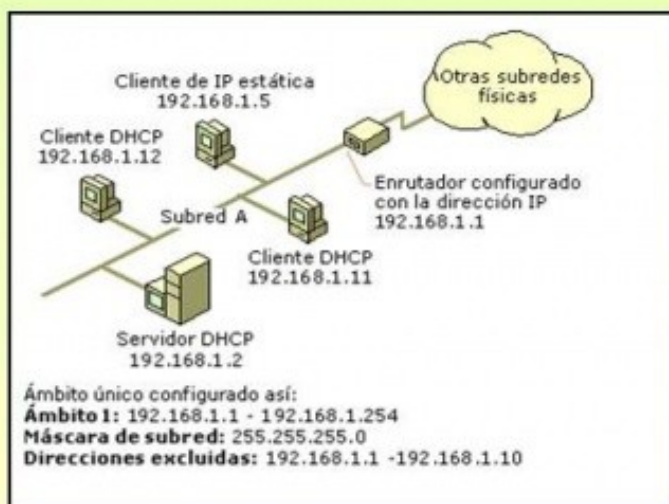 Cliente de IP estática
192.168.1.5
Otras subredes
físicas
Cliente DHCP
192.168.1.12
Enrutador configurado
con la dirección IP
192.168.1.1
Subred A
Cliente DHCP
192.168.1.11
Servidor DHCP
192.168.1.2
Ámbito único configurado así:
Ámbito 1: 192.168.1.1 - 192.168.1.254
Máscara de subred: 255.255.255.0
Direcciones excluidas: 192.168.1.1 -192.168.1.10